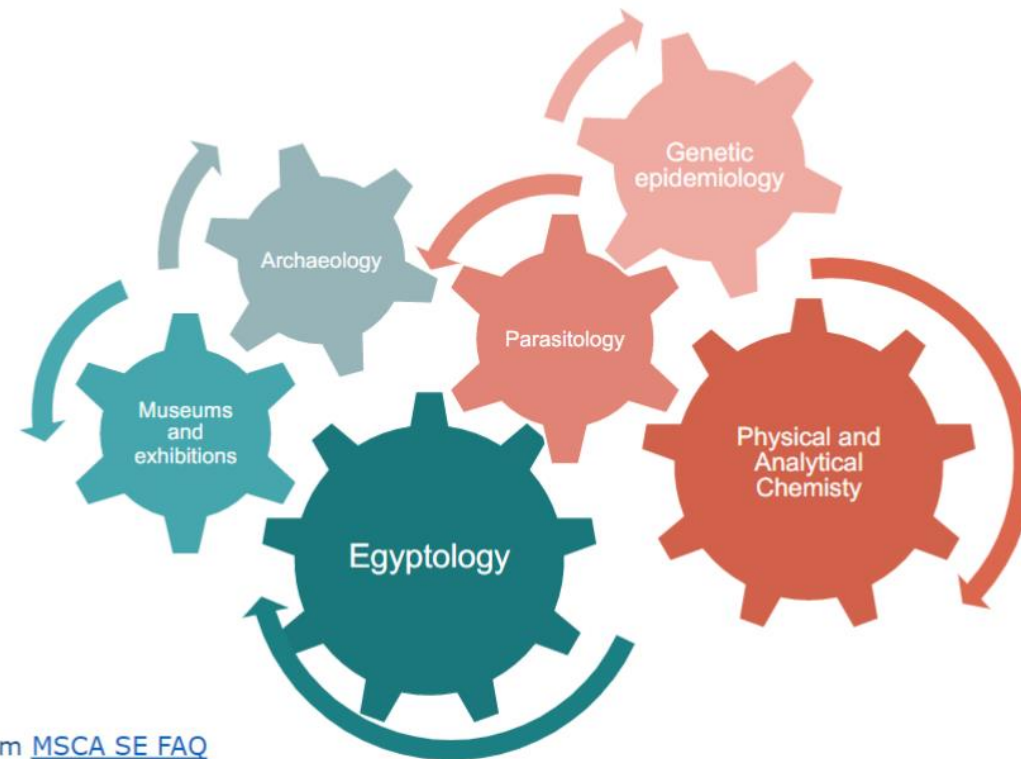 Genetic
epidemiology
Archaeology
Parasitology
Museums
and
exhibitions
Physical and
Analytical
Chemisty
Egyptology
MSCA SE FAQ